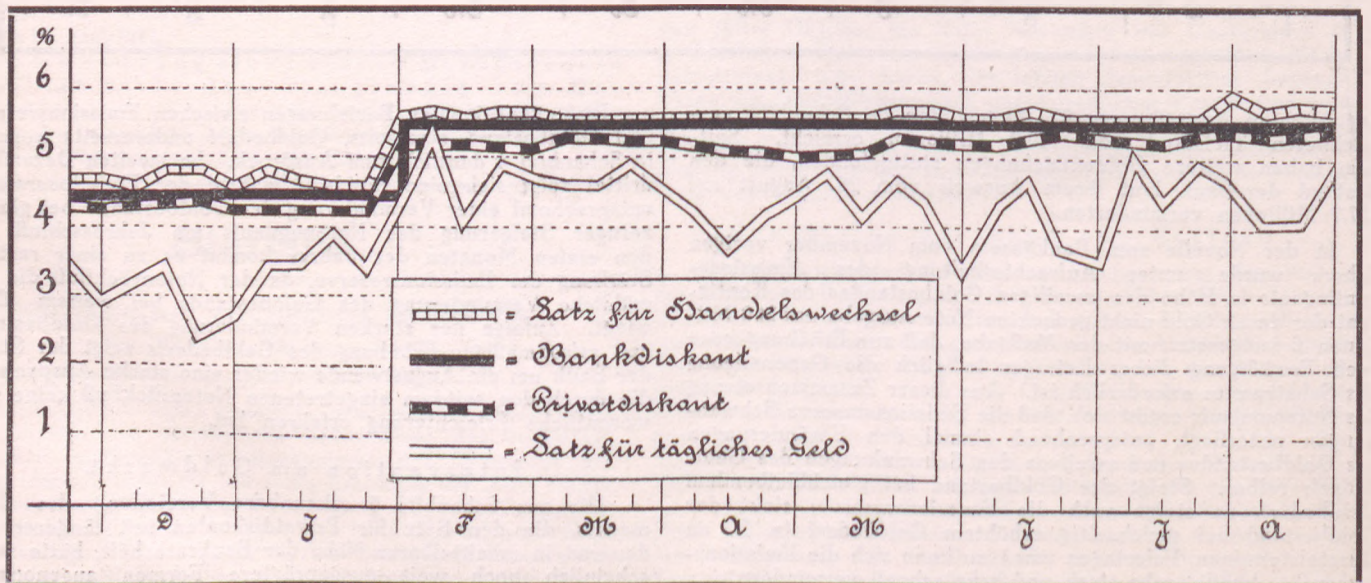 %
6
5
4
3
2
1
= Satz für Handelswechsel
= Bankdiskont
= Privatdiskont
= Satz für tägliches Geld
D J F M A M J J A